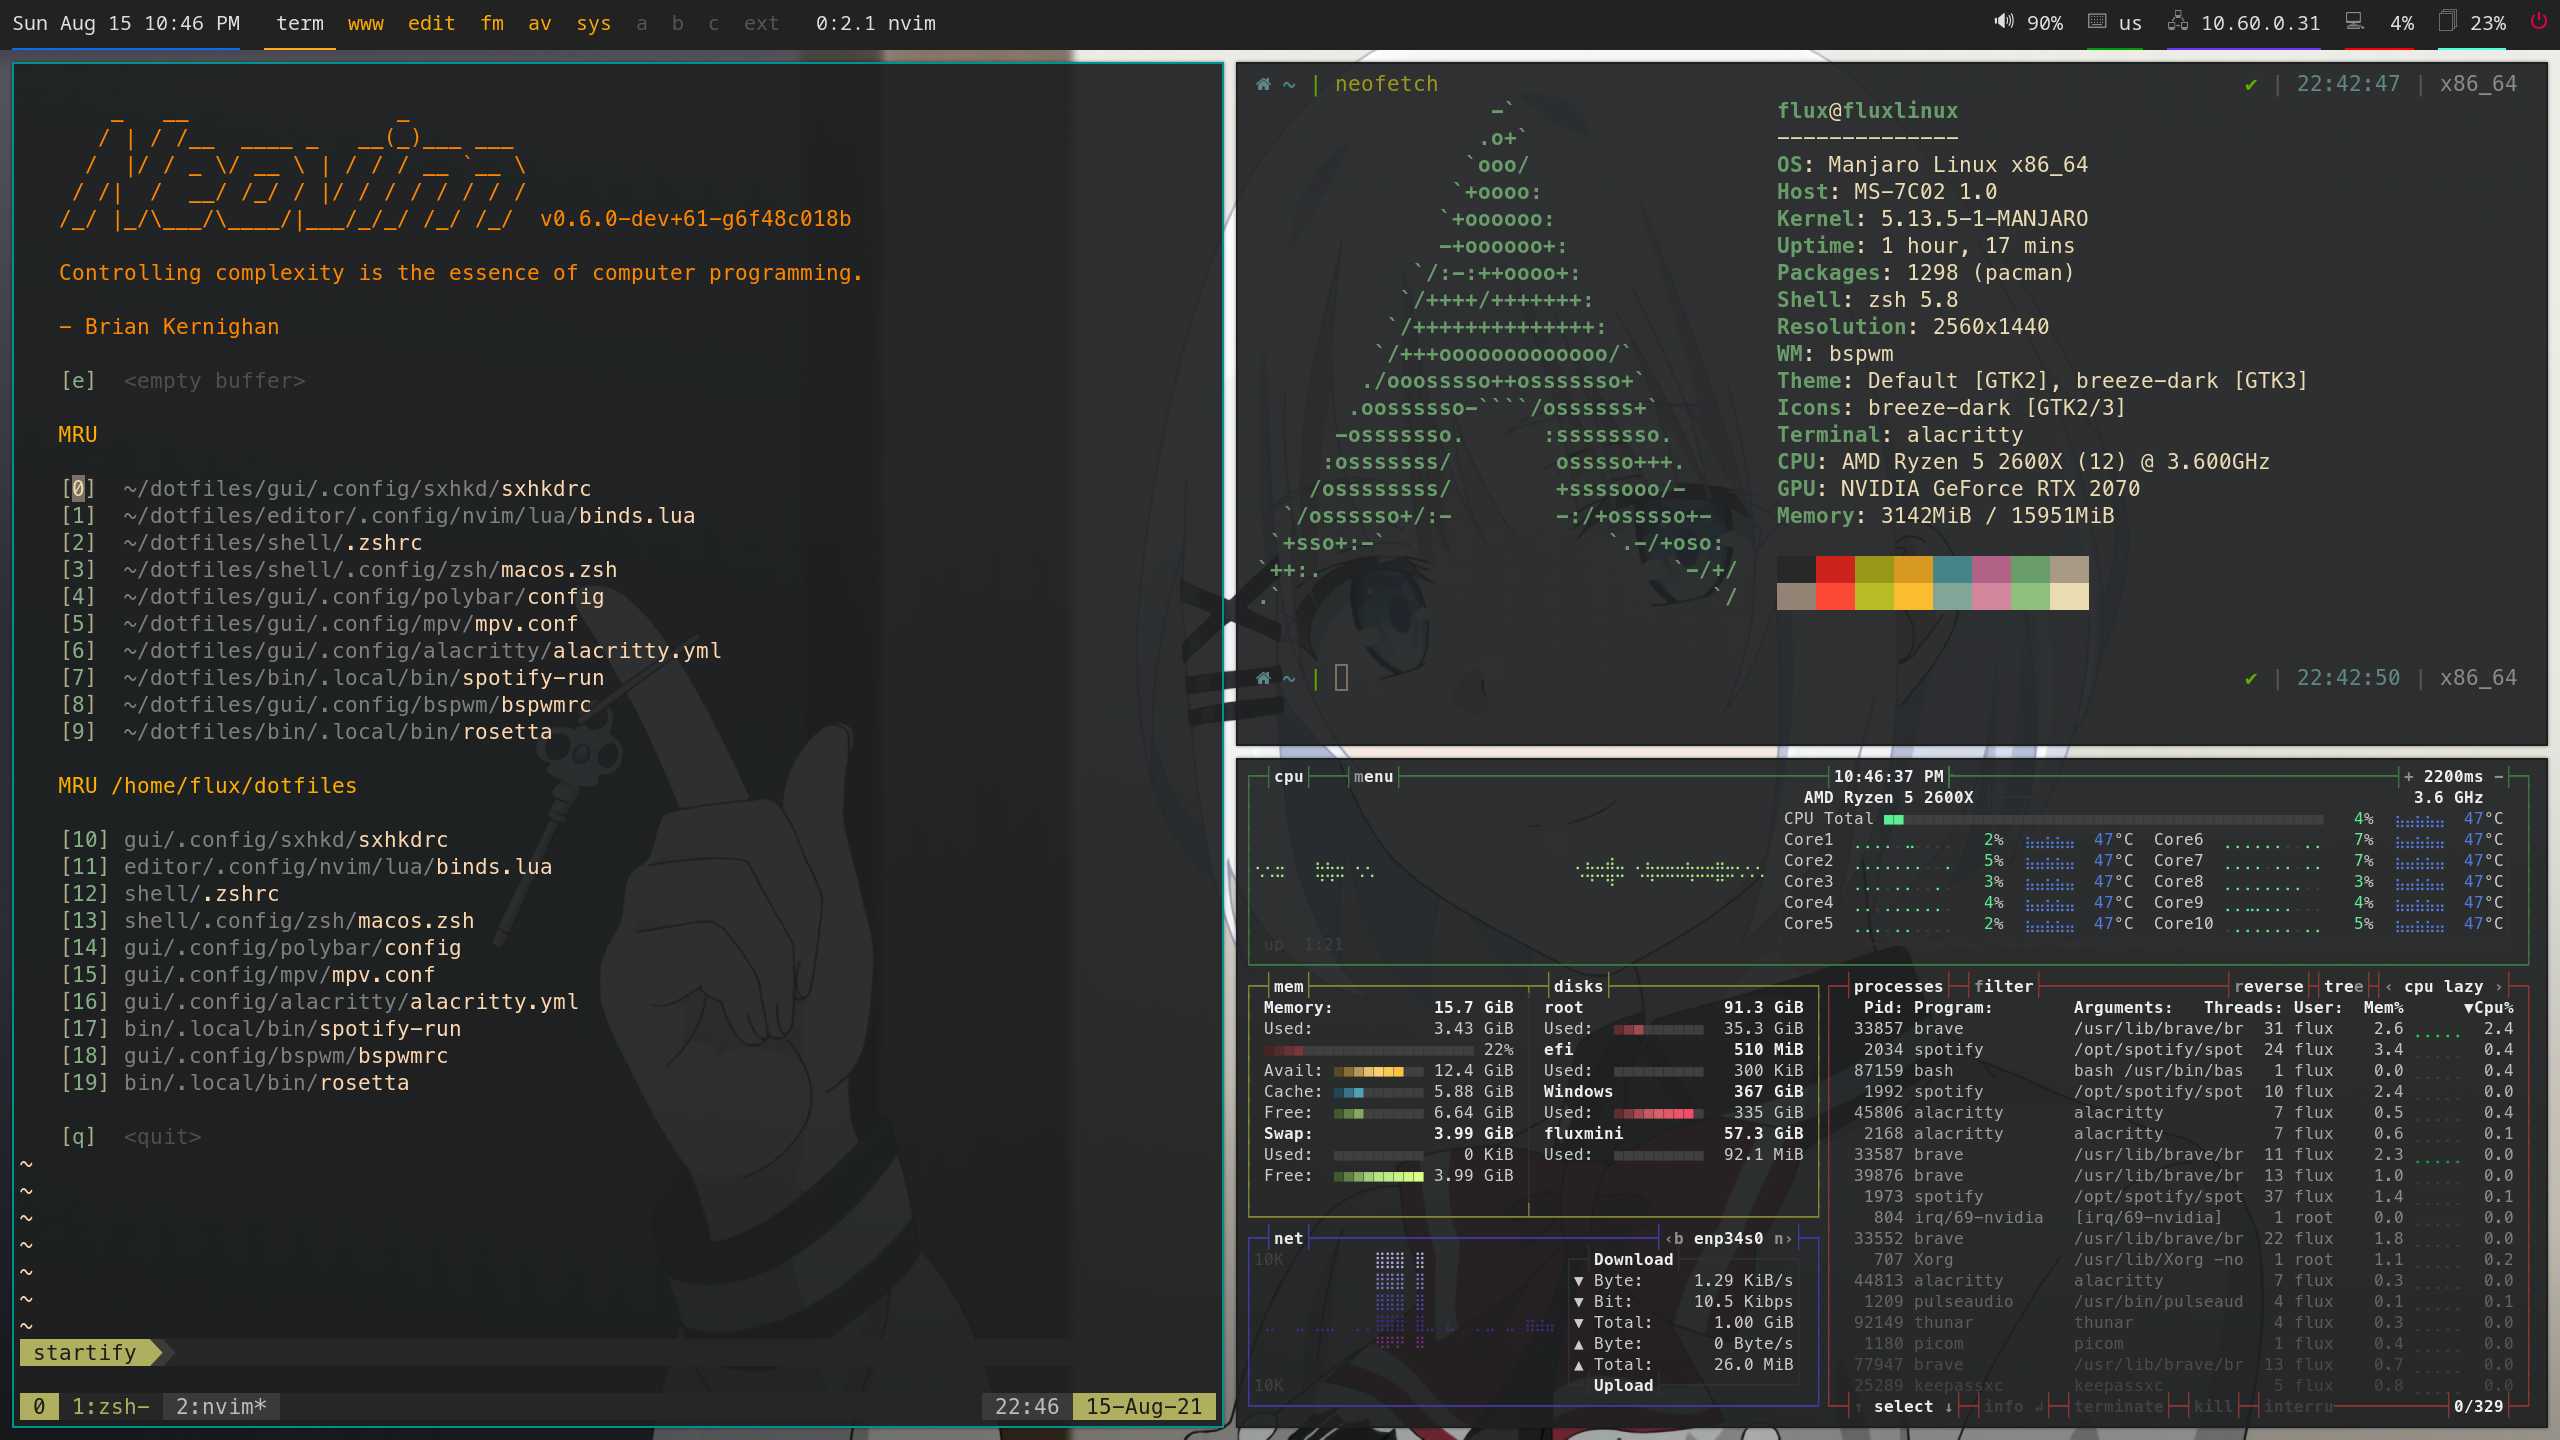 Sun Aug 15 10:46 PM term www edit fm av sys a b c ext 0:2.1 nvim 90% us 10.60.0.31 4% 23%
Neovim v0.6.0-dev+61-g6f48c018b
Controlling complexity is the essence of computer programming.
- Brian Kernighan
[e] <empty buffer>
MRU
[0] ~/dotfiles/gui/.config/sxhkd/sxhkdrc
[1] ~/dotfiles/editor/.config/nvim/lua/binds.lua
[2] ~/dotfiles/shell/.zshrc
[3] ~/dotfiles/shell/.config/zsh/macos.zsh
[4] ~/dotfiles/gui/.config/polybar/config
[5] ~/dotfiles/gui/.config/mpv/mpv.conf
[6] ~/dotfiles/gui/.config/alacritty/alacritty.yml
[7] ~/dotfiles/bin/.local/bin/spotify-run
[8] ~/dotfiles/gui/.config/bspwm/bspwmrc
[9] ~/dotfiles/bin/.local/bin/rosetta
MRU /home/flux/dotfiles
[10] gui/.config/sxhkd/sxhkdrc
[11] editor/.config/nvim/lua/binds.lua
[12] shell/.zshrc
[13] shell/.config/zsh/macos.zsh
[14] gui/.config/polybar/config
[15] gui/.config/mpv/mpv.conf
[16] gui/.config/alacritty/alacritty.yml
[17] bin/.local/bin/spotify-run
[18] gui/.config/bspwm/bspwmrc
[19] bin/.local/bin/rosetta
[q] <quit>
~
~
~
~
~
~
~
startify
0 1:zsh- 2:nvim* 22:46 15-Aug-21
~ | neofetch ✔ | 22:42:47 | x86_64
flux@fluxlinux
--------------
OS: Manjaro Linux x86_64
Host: MS-7C02 1.0
Kernel: 5.13.5-1-MANJARO
Uptime: 1 hour, 17 mins
Packages: 1298 (pacman)
Shell: zsh 5.8
Resolution: 2560x1440
WM: bspwm
Theme: Default [GTK2], breeze-dark [GTK3]
Icons: breeze-dark [GTK2/3]
Terminal: alacritty
CPU: AMD Ryzen 5 2600X (12) @ 3.600GHz
GPU: NVIDIA GeForce RTX 2070
Memory: 3142MiB / 15951MiB
~ | ✔ | 22:42:50 | x86_64
cpu menu 10:46:37 PM + 2200ms -
AMD Ryzen 5 2600X 3.6 GHz
CPU Total 4% 47°C
Core1 2% 47°C Core6 7% 47°C
Core2 5% 47°C Core7 7% 47°C
Core3 3% 47°C Core8 3% 47°C
Core4 4% 47°C Core9 4% 47°C
Core5 2% 47°C Core10 5% 47°C
up 1:21
mem
Memory: 15.7 GiB
Used: 3.43 GiB
22%
Avail: 12.4 GiB
Cache: 5.88 GiB
Free: 6.64 GiB
Swap: 3.99 GiB
Used: 0 KiB
Free: 3.99 GiB
disks
root 91.3 GiB
Used: 35.3 GiB
efi 510 MiB
Used: 300 KiB
Windows 367 GiB
Used: 335 GiB
fluxmini 57.3 GiB
Used: 92.1 MiB
net ‹b enp34s0 n›
10K
Download
▼ Byte: 1.29 KiB/s
▼ Bit: 10.5 Kibps
▼ Total: 1.00 GiB
▲ Byte: 0 Byte/s
▲ Total: 26.0 MiB
10K
Upload
processes filter reverse tree ‹ cpu lazy ›
Pid: Program: Arguments: Threads: User: Mem% ▼Cpu%
33857 brave /usr/lib/brave/br 31 flux 2.6 2.4
2034 spotify /opt/spotify/spot 24 flux 3.4 0.4
87159 bash bash /usr/bin/bas 1 flux 0.0 0.4
1992 spotify /opt/spotify/spot 10 flux 2.4 0.0
45806 alacritty alacritty 7 flux 0.5 0.4
2168 alacritty alacritty 7 flux 0.6 0.1
33587 brave /usr/lib/brave/br 11 flux 2.3 0.0
39876 brave /usr/lib/brave/br 13 flux 1.0 0.0
1973 spotify /opt/spotify/spot 37 flux 1.4 0.1
804 irq/69-nvidia [irq/69-nvidia] 1 root 0.0 0.0
33552 brave /usr/lib/brave/br 22 flux 1.8 0.0
707 Xorg /usr/lib/Xorg -no 1 root 1.1 0.2
44813 alacritty alacritty 7 flux 0.3 0.0
1209 pulseaudio /usr/bin/pulseaud 4 flux 0.1 0.1
92149 thunar thunar 4 flux 0.3 0.0
1180 picom picom 1 flux 0.4 0.0
77947 brave /usr/lib/brave/br 13 flux 0.7 0.0
25289 keepassxc keepassxc 5 flux 0.8 0.0
↑ select ↓ info ↲ terminate kill interru 0/329